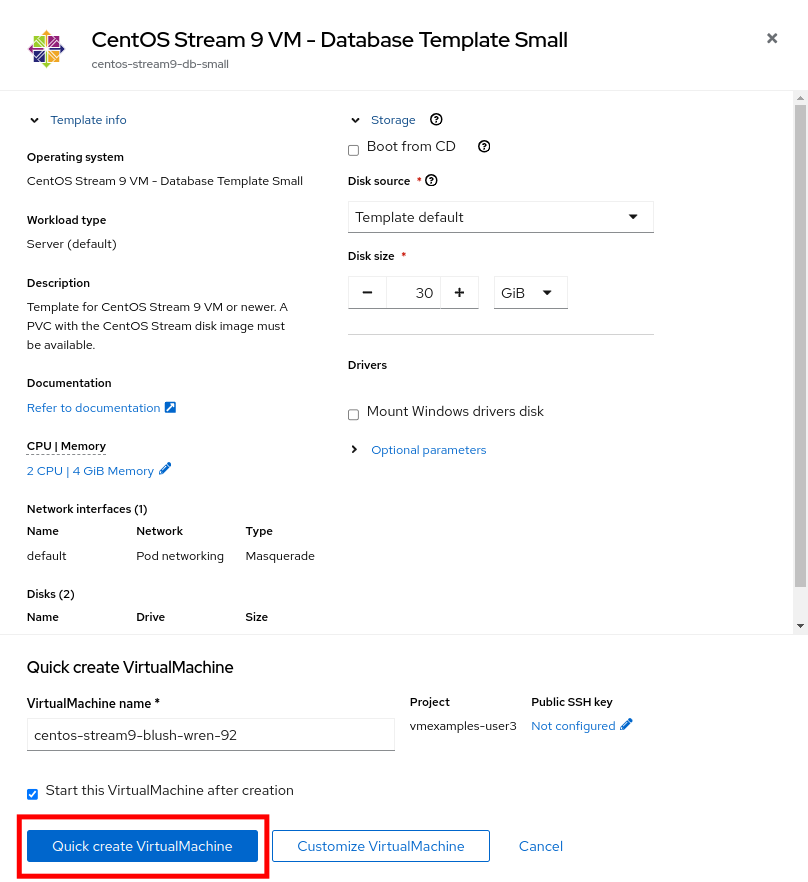 CentOS Stream 9 VM - Database Template Small
centos-stream9-db-small
Template info
Operating system
CentOS Stream 9 VM - Database Template Small
Workload type
Server (default)
Description
Template for CentOS Stream 9 VM or newer. A
PVC with the CentOS Stream disk image must
be available.
Documentation
Refer to documentation
CPU | Memory
2 CPU | 4 GiB Memory
Network interfaces (1)
Name Network Type
default Pod networking Masquerade
Disks (2)
Name Drive Size
Storage
Boot from CD
Disk source *
Template default
Disk size *
30 GiB
Drivers
Mount Windows drivers disk
Optional parameters
Quick create VirtualMachine
VirtualMachine name * Project Public SSH key
centos-stream9-blush-wren-92 vmexamples-user3 Not configured
Start this VirtualMachine after creation
Quick create VirtualMachine Customize VirtualMachine Cancel